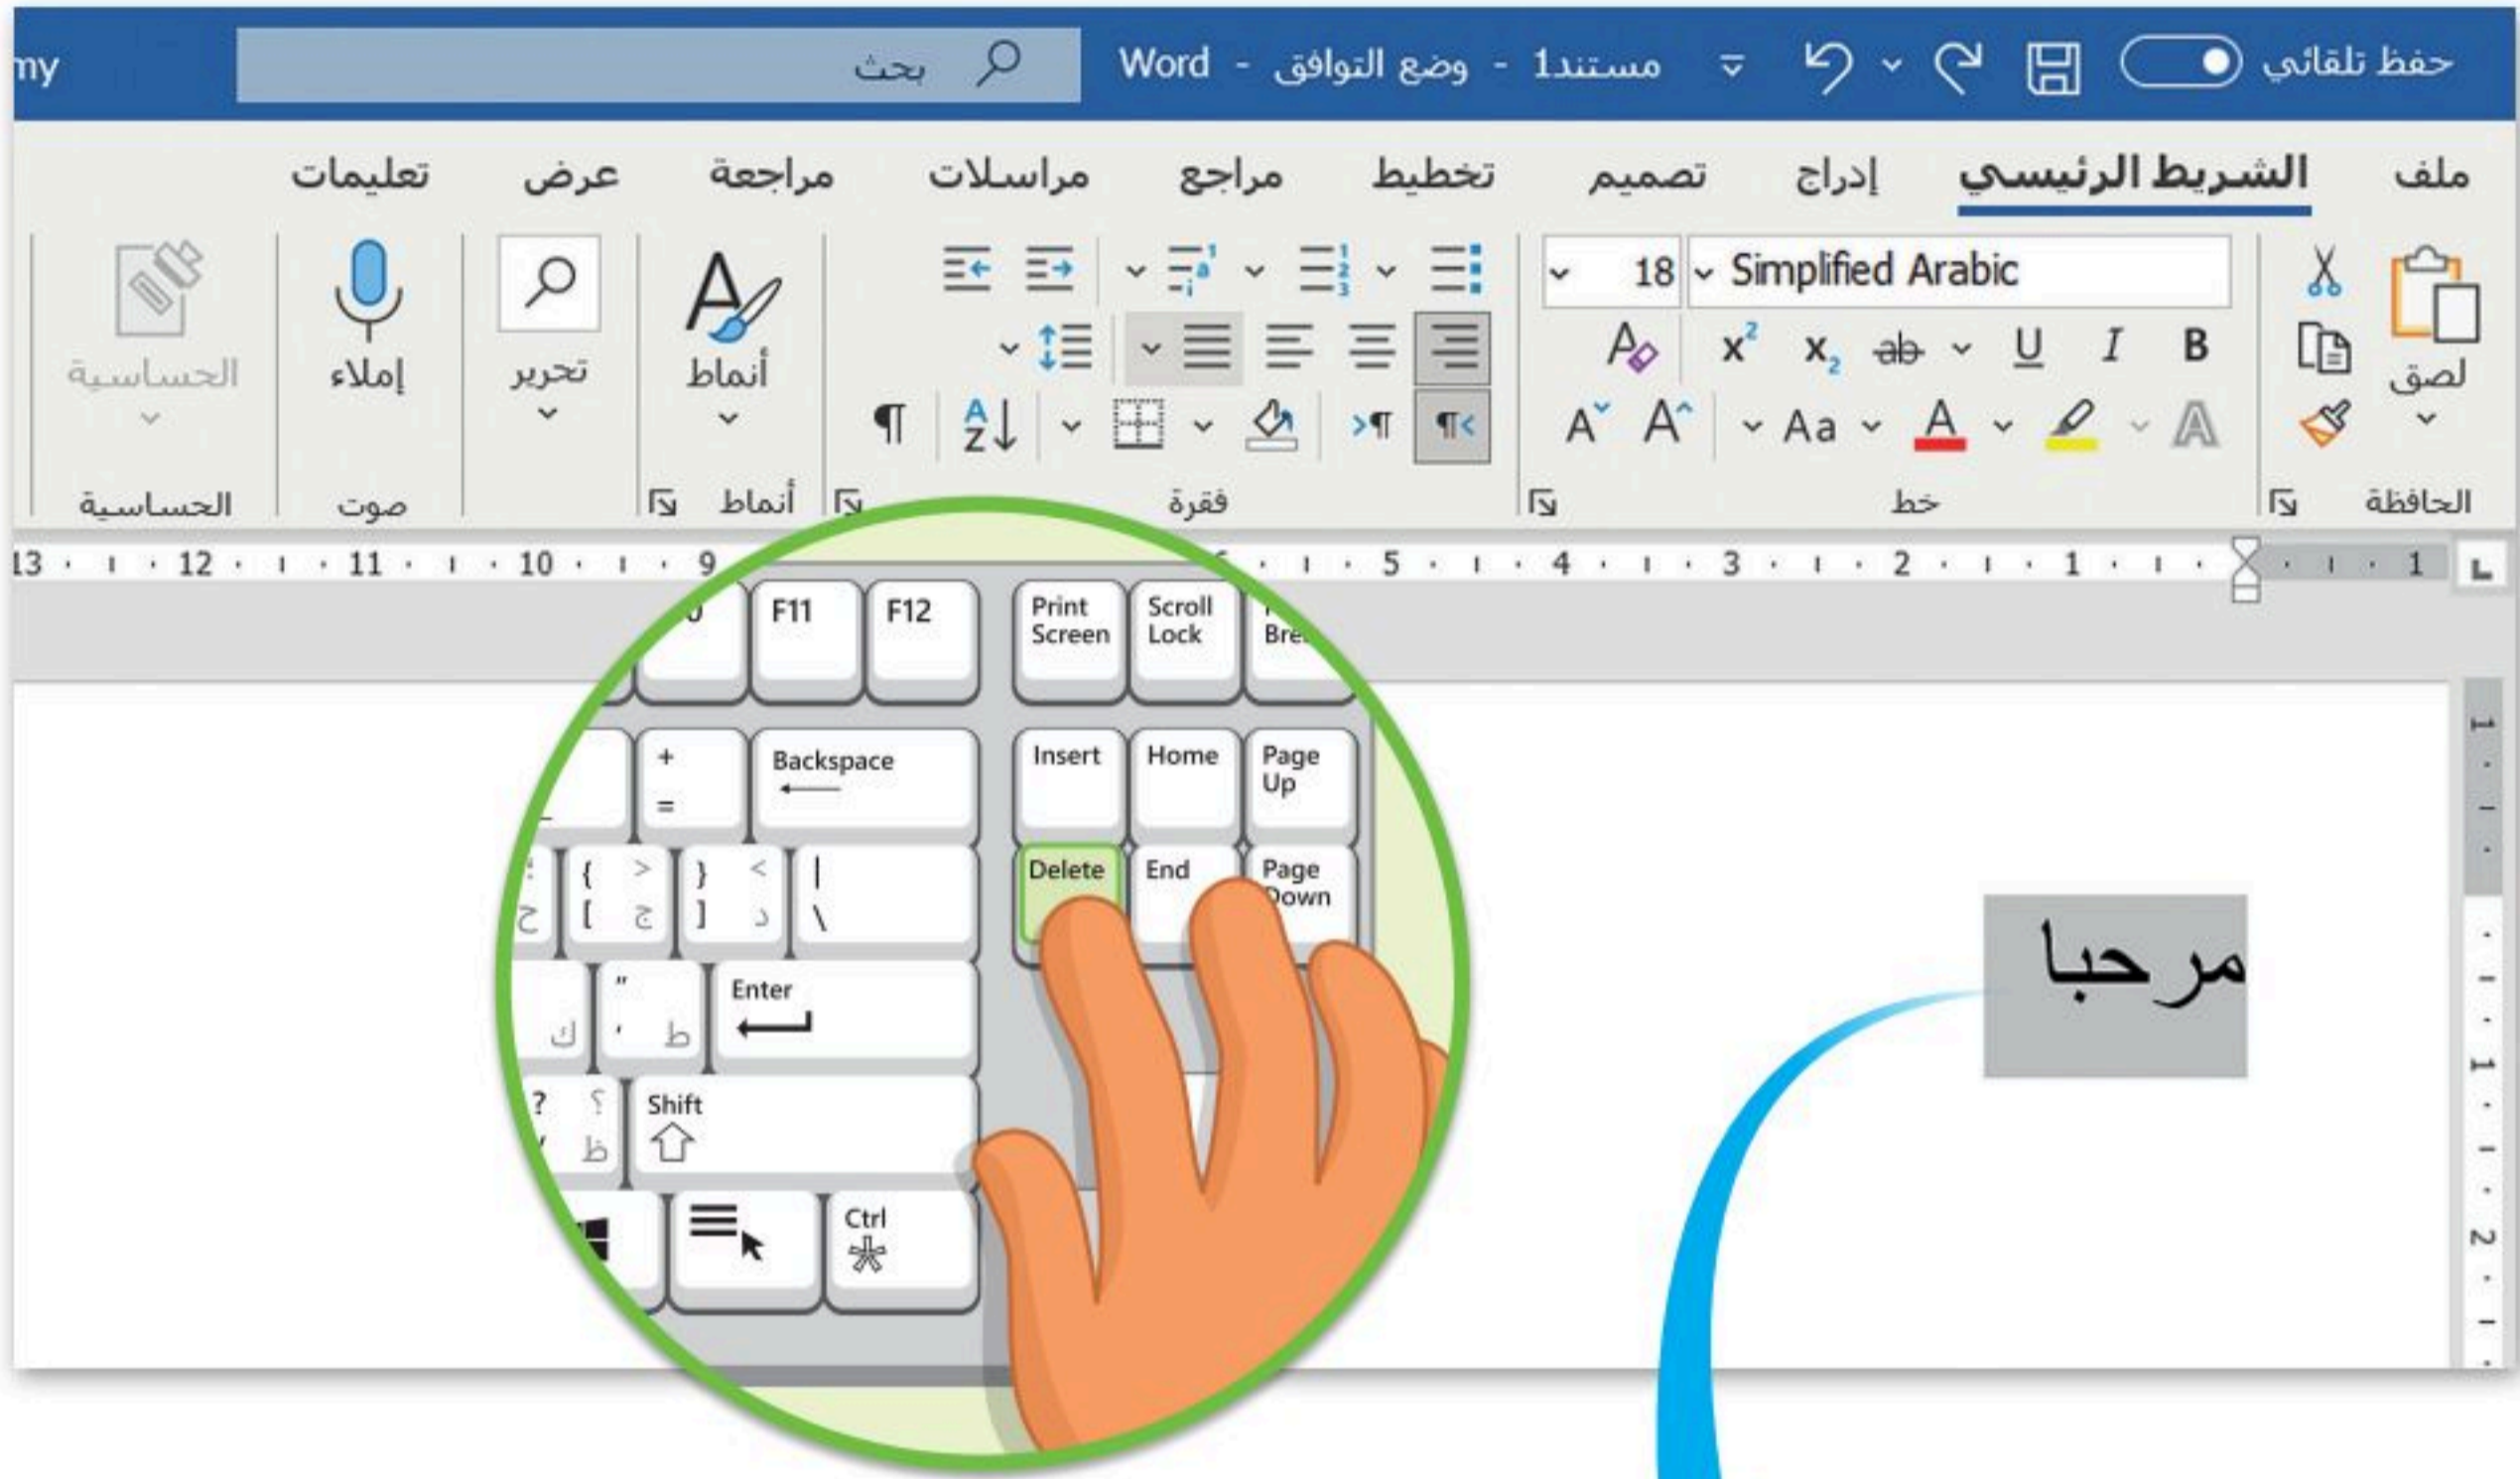 حفظ تلقائي مستند1 - وضع التوافق - Word بحث my
ملف الشريط الرئيسي إدراج تصميم تخطيط مراجع مراسلات مراجعة عرض تعليمات
Simplified Arabic 18
لصق B I U ab x₂ x² أنماط تحرير إملاء الحساسية
A Aa A A A Z
الحافظة خط فقرة أنماط صوت الحساسية
1 1 2 3 4 5 9 10 11 12 13
F11 F12 Print Screen Scroll Lock
+ = Backspace Insert Home Page Up
{ > [ ج } < ] د | \ Delete End Page Down
ك " ' ط Enter
? ؟ / ظ Shift
Ctrl
مرحبا
1
1
2